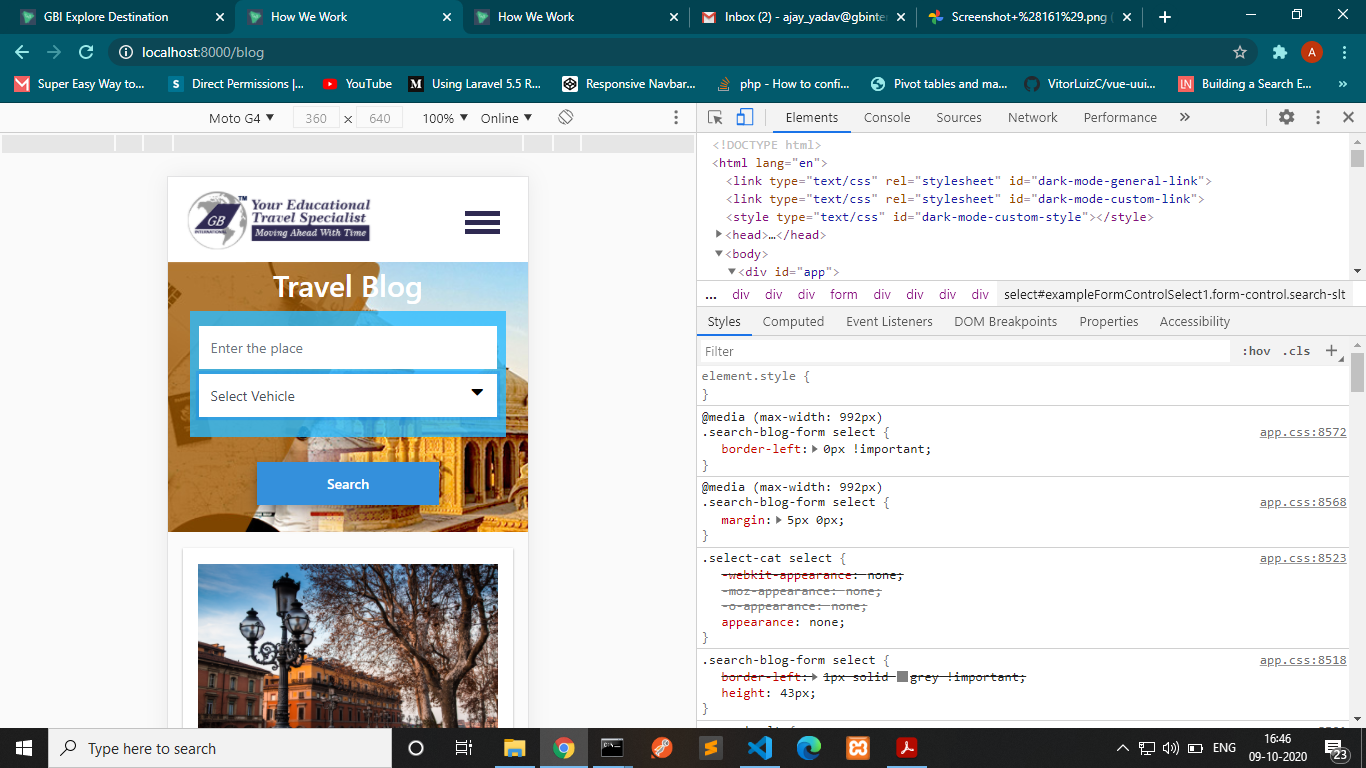 GBI Explore Destination
How We Work
How We Work
Inbox (2) - ajay_yadav@gbinter
Screenshot+%28161%29.png (
localhost:8000/blog
A
Super Easy Way to...
Direct Permissions |...
YouTube
Using Laravel 5.5 R...
Responsive Navbar...
php - How to confi...
Pivot tables and ma...
VitorLuizC/vue-uui...
IN
Building a Search E...
»
Moto G4 ▼
360 × 640
100% ▼
Online ▼
Elements
Console
Sources
Network
Performance
»
<!DOCTYPE html>
<html lang="en">
<link type="text/css" rel="stylesheet" id="dark-mode-general-link">
<link type="text/css" rel="stylesheet" id="dark-mode-custom-link">
<style type="text/css" id="dark-mode-custom-style"></style>
▶<head>…</head>
▼<body>
▼<div id="app">
... div div div form div div div div select#exampleFormControlSelect1.form-control.search-slt
GB
INTERNATIONAL
TM
Your Educational
Travel Specialist
Moving Ahead With Time
Travel Blog
Enter the place
Select Vehicle
Search
Styles
Computed
Event Listeners
DOM Breakpoints
Properties
Accessibility
Filter
:hov .cls +
element.style {
}
@media (max-width: 992px)
.search-blog-form select {
app.css:8572
border-left:▶ 0px !important;
}
@media (max-width: 992px)
.search-blog-form select {
app.css:8568
margin:▶ 5px 0px;
}
.select-cat select {
app.css:8523
-webkit-appearance: none;
-moz-appearance: none;
-o-appearance: none;
appearance: none;
}
.search-blog-form select {
app.css:8518
border-left:▶ 1px solid grey !important;
height: 43px;
}
Type here to search
ENG
16:46
09-10-2020
23